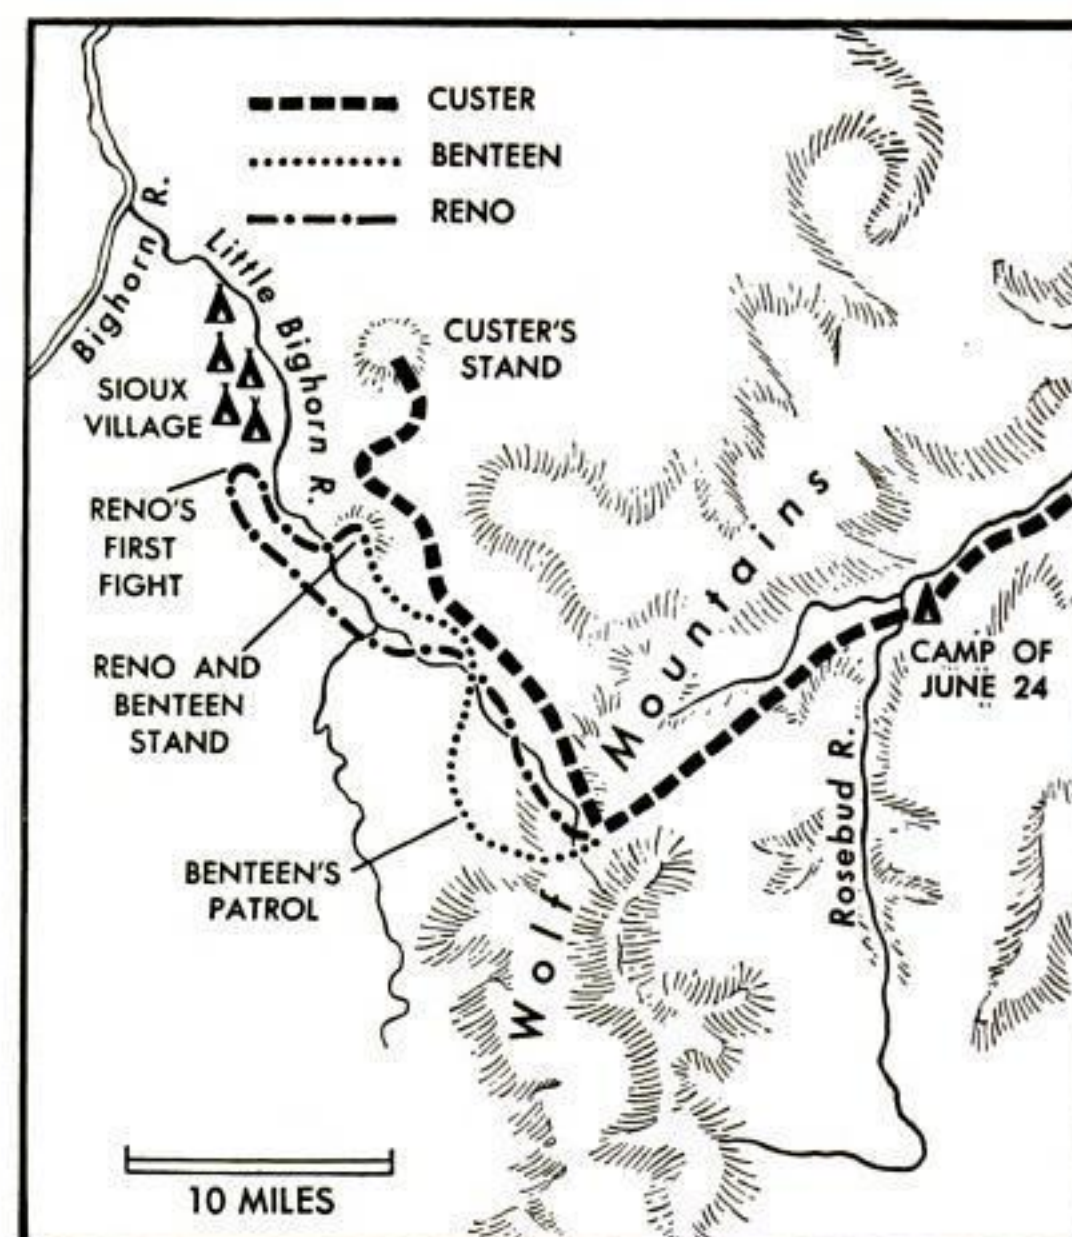 CUSTER
BENTEEN
RENO
Bighorn R.
Little Bighorn R.
CUSTER'S
STAND
SIOUX
VILLAGE
RENO'S
FIRST
FIGHT
RENO AND
BENTEEN
STAND
Wolf Mountains
CAMP OF
JUNE 24
Rosebud R.
BENTEEN'S
PATROL
10 MILES